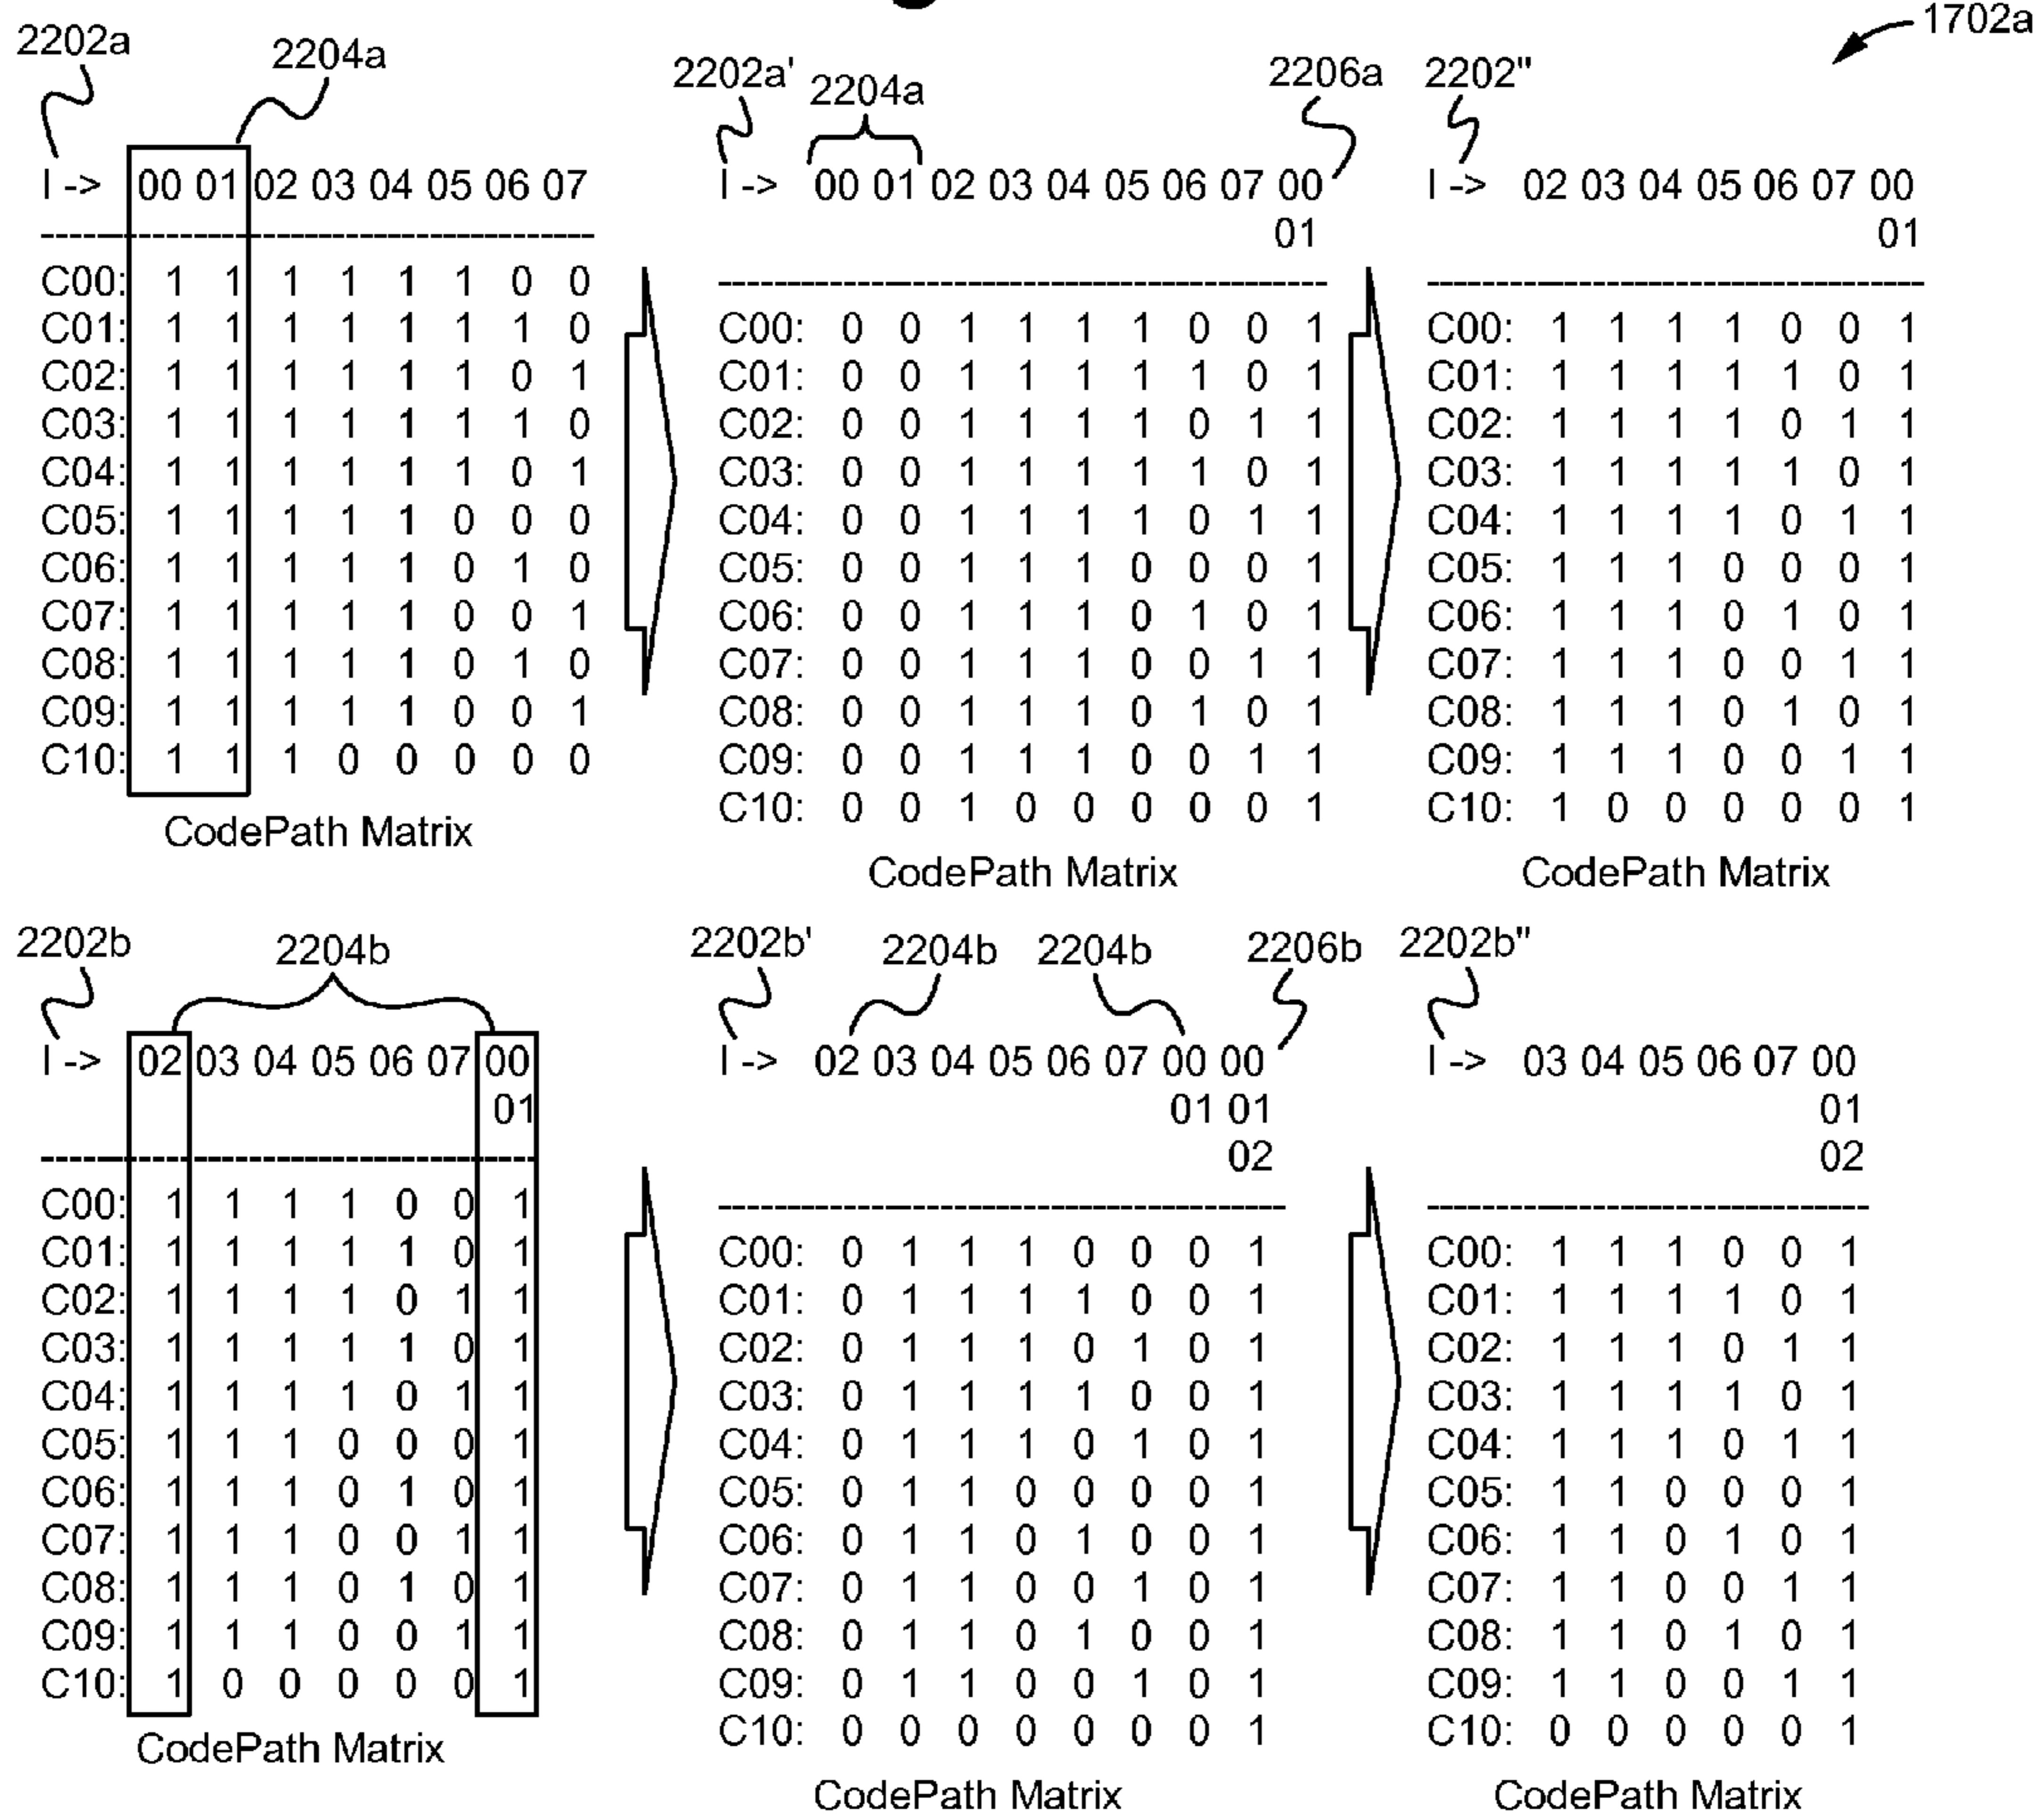 1702a
2202a 2204a 2202a' 2204a 2206a 2202"
I -> 00 01 02 03 04 05 06 07
C00: 1 1 1 1 1 1 0 0
C01: 1 1 1 1 1 1 1 0
C02: 1 1 1 1 1 1 0 1
C03: 1 1 1 1 1 1 1 0
C04: 1 1 1 1 1 1 0 1
C05: 1 1 1 1 1 0 0 0
C06: 1 1 1 1 1 0 1 0
C07: 1 1 1 1 1 0 0 1
C08: 1 1 1 1 1 0 1 0
C09: 1 1 1 1 1 0 0 1
C10: 1 1 1 0 0 0 0 0
CodePath Matrix
I -> 00 01 02 03 04 05 06 07 00
01
C00: 0 0 1 1 1 1 0 0 1
C01: 0 0 1 1 1 1 1 0 1
C02: 0 0 1 1 1 1 0 1 1
C03: 0 0 1 1 1 1 1 0 1
C04: 0 0 1 1 1 1 0 1 1
C05: 0 0 1 1 1 0 0 0 1
C06: 0 0 1 1 1 0 1 0 1
C07: 0 0 1 1 1 0 0 1 1
C08: 0 0 1 1 1 0 1 0 1
C09: 0 0 1 1 1 0 0 1 1
C10: 0 0 1 0 0 0 0 0 1
CodePath Matrix
I -> 02 03 04 05 06 07 00
01
C00: 1 1 1 1 0 0 1
C01: 1 1 1 1 1 0 1
C02: 1 1 1 1 0 1 1
C03: 1 1 1 1 1 0 1
C04: 1 1 1 1 0 1 1
C05: 1 1 1 0 0 0 1
C06: 1 1 1 0 1 0 1
C07: 1 1 1 0 0 1 1
C08: 1 1 1 0 1 0 1
C09: 1 1 1 0 0 1 1
C10: 1 0 0 0 0 0 1
CodePath Matrix
2202b 2204b 2202b' 2204b 2204b 2206b 2202b"
I -> 02 03 04 05 06 07 00
01
C00: 1 1 1 1 0 0 1
C01: 1 1 1 1 1 0 1
C02: 1 1 1 1 0 1 1
C03: 1 1 1 1 1 0 1
C04: 1 1 1 1 0 1 1
C05: 1 1 1 0 0 0 1
C06: 1 1 1 0 1 0 1
C07: 1 1 1 0 0 1 1
C08: 1 1 1 0 1 0 1
C09: 1 1 1 0 0 1 1
C10: 1 0 0 0 0 0 1
CodePath Matrix
I -> 02 03 04 05 06 07 00 00
01 01
02
C00: 0 1 1 1 0 0 0 1
C01: 0 1 1 1 1 0 0 1
C02: 0 1 1 1 0 1 0 1
C03: 0 1 1 1 1 0 0 1
C04: 0 1 1 1 0 1 0 1
C05: 0 1 1 0 0 0 0 1
C06: 0 1 1 0 1 0 0 1
C07: 0 1 1 0 0 1 0 1
C08: 0 1 1 0 1 0 0 1
C09: 0 1 1 0 0 1 0 1
C10: 0 0 0 0 0 0 0 1
CodePath Matrix
I -> 03 04 05 06 07 00
01
02
C00: 1 1 1 0 0 1
C01: 1 1 1 1 0 1
C02: 1 1 1 0 1 1
C03: 1 1 1 1 0 1
C04: 1 1 1 0 1 1
C05: 1 1 0 0 0 1
C06: 1 1 0 1 0 1
C07: 1 1 0 0 1 1
C08: 1 1 0 1 0 1
C09: 1 1 0 0 1 1
C10: 0 0 0 0 0 1
CodePath Matrix